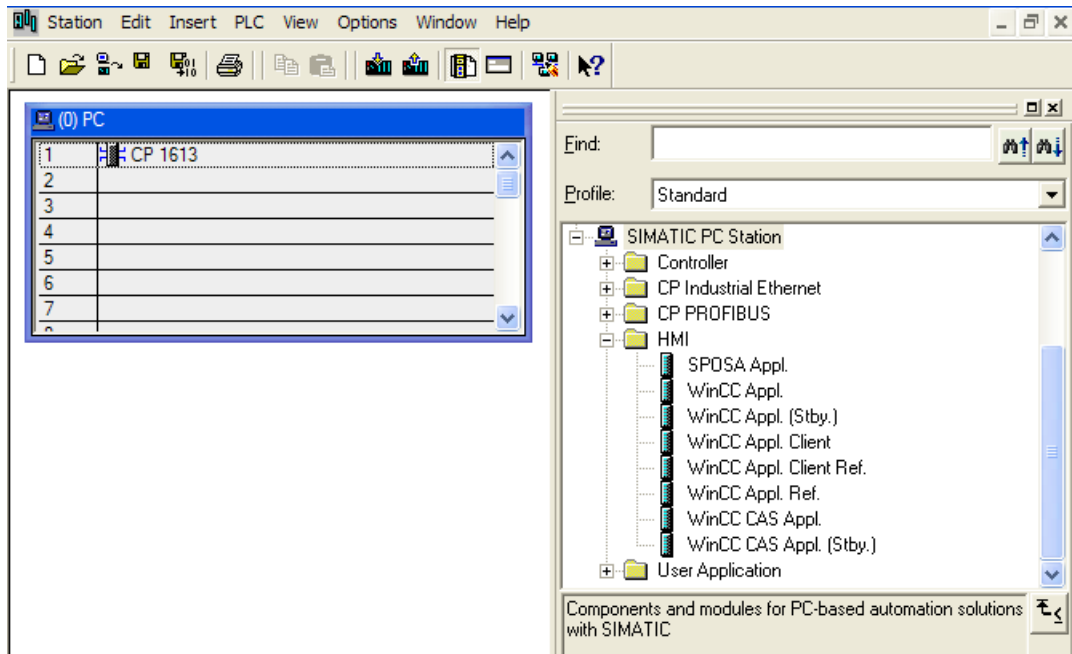 Station Edit Insert PLC View Options Window Help
(0) PC
1 CP 1613
2
3
4
5
6
7
Find:
Profile: Standard
SIMATIC PC Station
Controller
CP Industrial Ethernet
CP PROFIBUS
HMI
SPOSA Appl.
WinCC Appl.
WinCC Appl. (Stby.)
WinCC Appl. Client
WinCC Appl. Client Ref.
WinCC Appl. Ref.
WinCC CAS Appl.
WinCC CAS Appl. (Stby.)
User Application
Components and modules for PC-based automation solutions
with SIMATIC